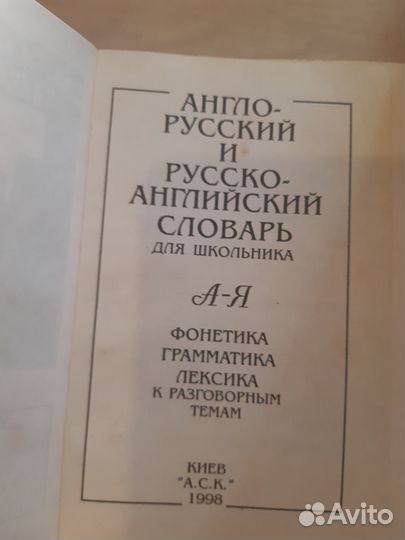 АНГЛО-
РУССКИЙ И
РУССКО-
АНГЛИЙСКИЙ
СЛОВАРЬ
ДЛЯ ШКОЛЬНИКА
А-Я
ФОНЕТИКА
ГРАММАТИКА
ЛЕКСИКА
К РАЗГОВОРНЫМ
ТЕМАМ
КИЕВ
"А.С.К."
1998
Avito